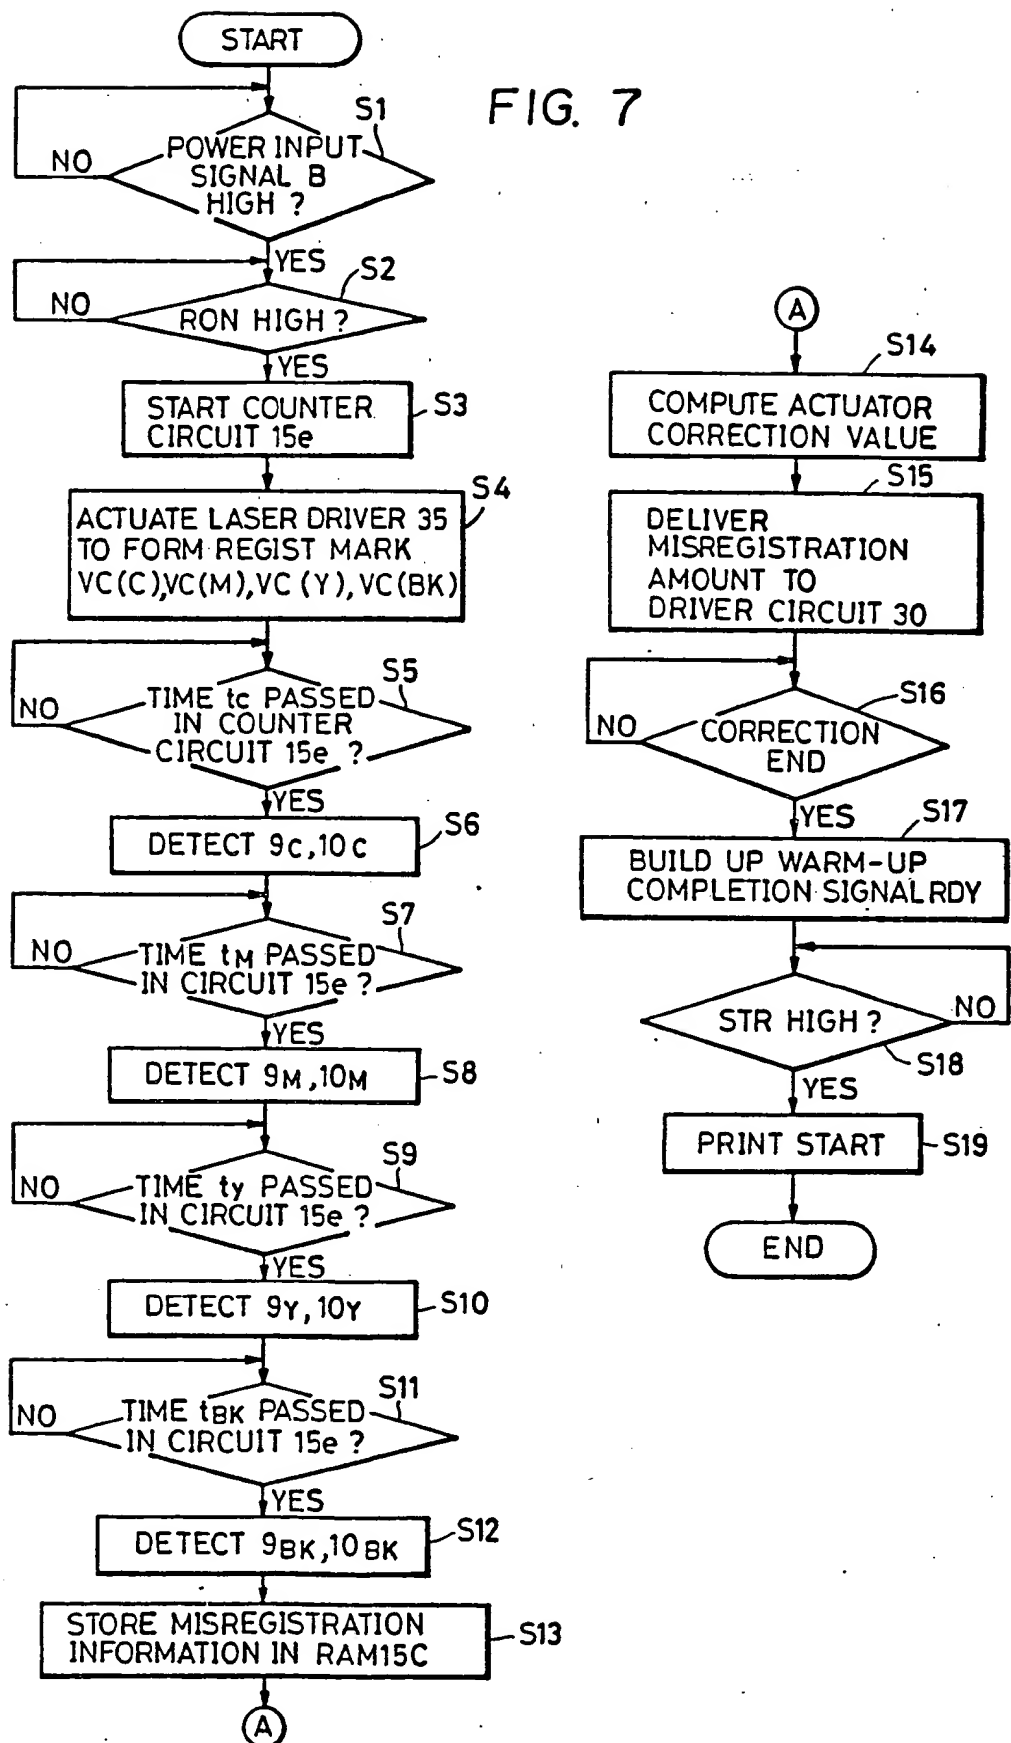 START
FIG. 7
S1
POWER INPUT
SIGNAL B
HIGH ?
NO
YES
S2
RON HIGH ?
NO
YES
START COUNTER
CIRCUIT 15e
S3
S4
ACTUATE LASER DRIVER 35
TO FORM REGIST MARK
VC(C),VC(M),VC(Y),VC(BK)
S5
TIME tc PASSED
IN COUNTER
CIRCUIT 15e ?
NO
YES
DETECT 9C,10C
S6
S7
TIME tM PASSED
IN CIRCUIT 15e ?
NO
YES
DETECT 9M,10M
S8
S9
TIME ty PASSED
IN CIRCUIT 15e ?
NO
YES
DETECT 9Y,10Y
S10
S11
TIME tBK PASSED
IN CIRCUIT 15e ?
NO
YES
DETECT 9BK,10BK
S12
STORE MISREGISTRATION
INFORMATION IN RAM15C
S13
A
A
S14
COMPUTE ACTUATOR
CORRECTION VALUE
S15
DELIVER
MISREGISTRATION
AMOUNT TO
DRIVER CIRCUIT 30
S16
CORRECTION
END
NO
YES
S17
BUILD UP WARM-UP
COMPLETION SIGNAL RDY
STR HIGH ?
NO
S18
YES
PRINT START
S19
END